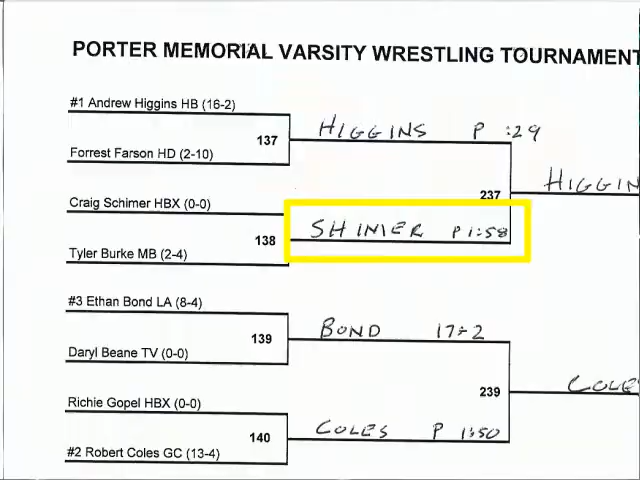 PORTER MEMORIAL VARSITY WRESTLING TOURNAMENT
#1 Andrew Higgins HB (16-2)
137
HIGGINS P :29
Forrest Farson HD (2-10)
237
HIGGIN
Craig Schimer HBX (0-0)
138
SHIMER P 1:58
Tyler Burke MB (2-4)
#3 Ethan Bond LA (8-4)
139
BOND 17-2
Daryl Beane TV (0-0)
239
COLE
Richie Gopel HBX (0-0)
140
COLES P 1:50
#2 Robert Coles GC (13-4)